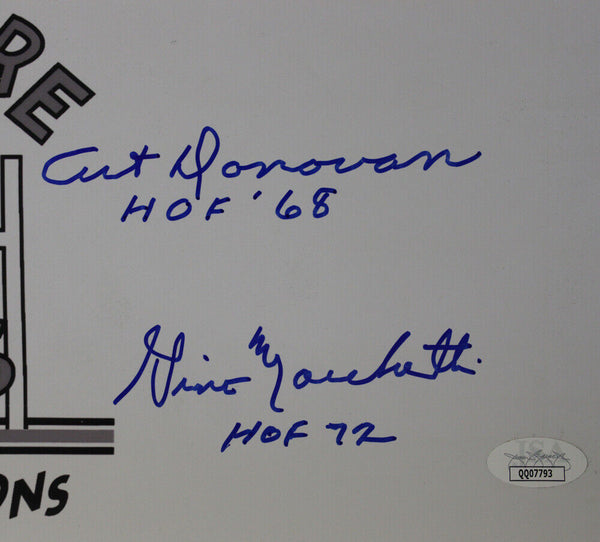 RE
Art Donovan
HOF '68
Gino Marchetti
HOF 72
JSA
QQ07793
ONS